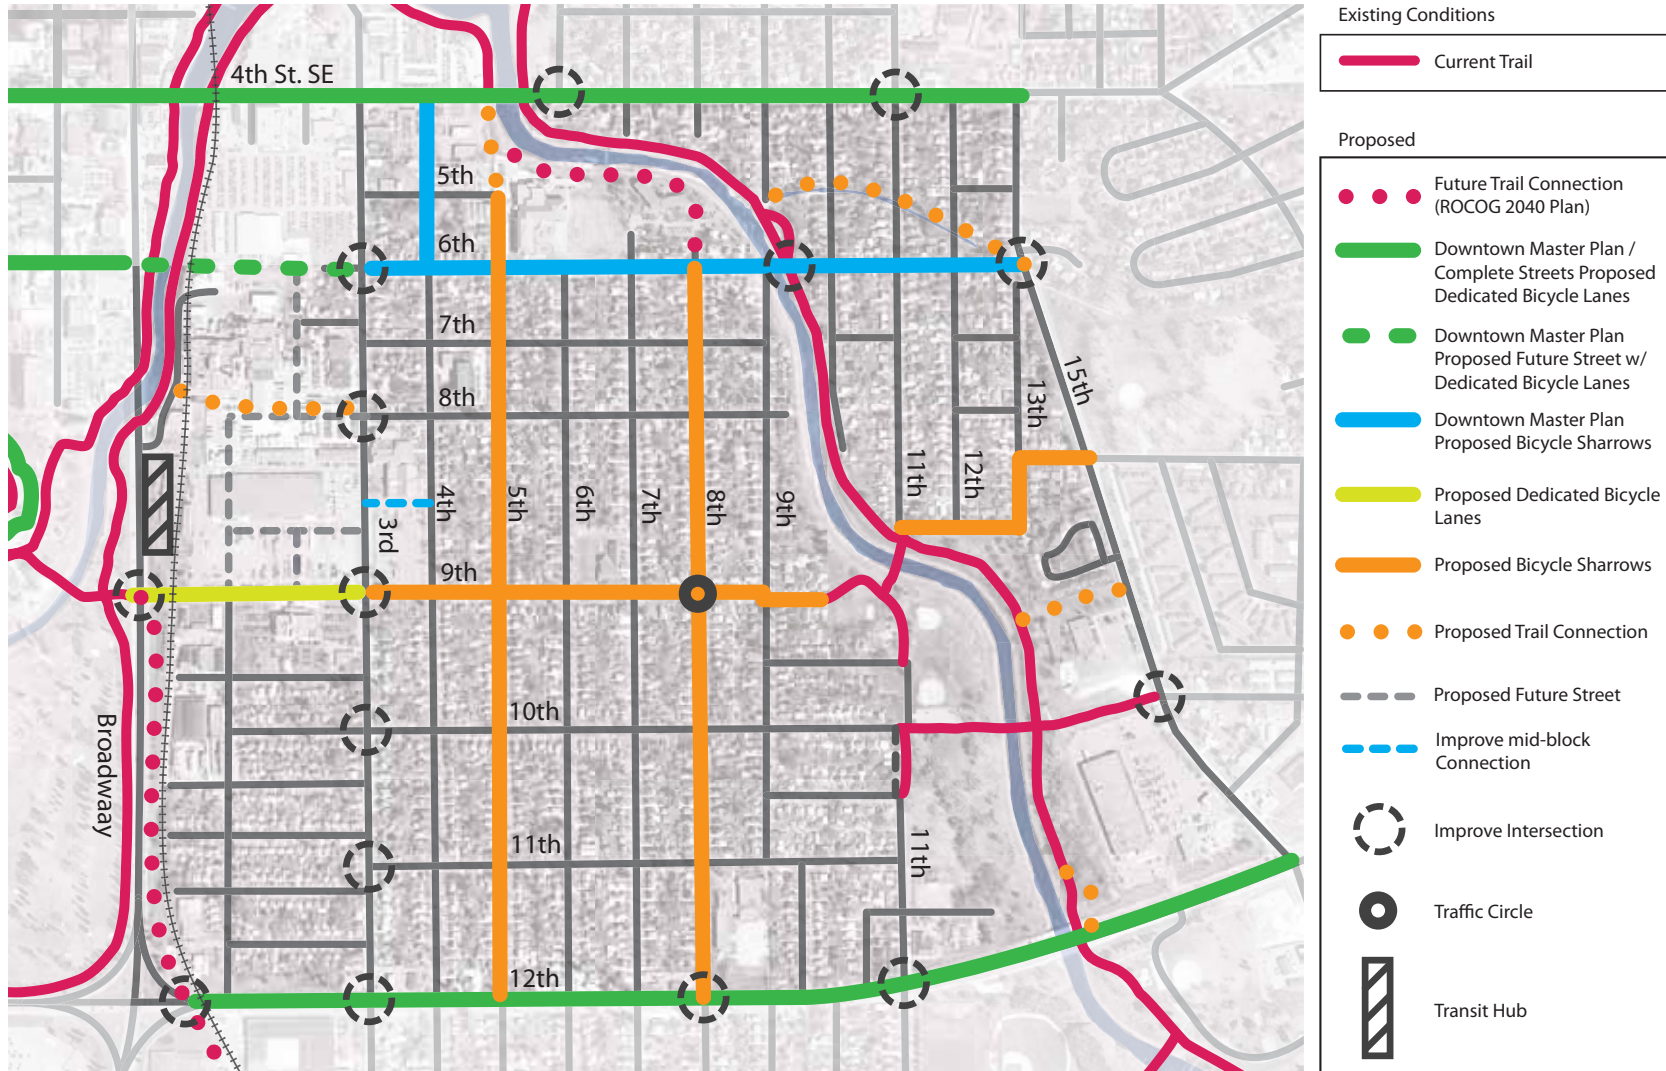 4th St. SE
5th
6th
7th
8th
9th
10th
11th
12th
3rd
4th
5th
6th
7th
8th
9th
11th
12th
13th
15th
11th
Broadwaay
Existing Conditions
Current Trail
Proposed
Future Trail Connection
(ROCOG 2040 Plan)
Downtown Master Plan /
Complete Streets Proposed
Dedicated Bicycle Lanes
Downtown Master Plan
Proposed Future Street w/
Dedicated Bicycle Lanes
Downtown Master Plan
Proposed Bicycle Sharrows
Proposed Dedicated Bicycle
Lanes
Proposed Bicycle Sharrows
Proposed Trail Connection
Proposed Future Street
Improve mid-block
Connection
Improve Intersection
Traffic Circle
Transit Hub